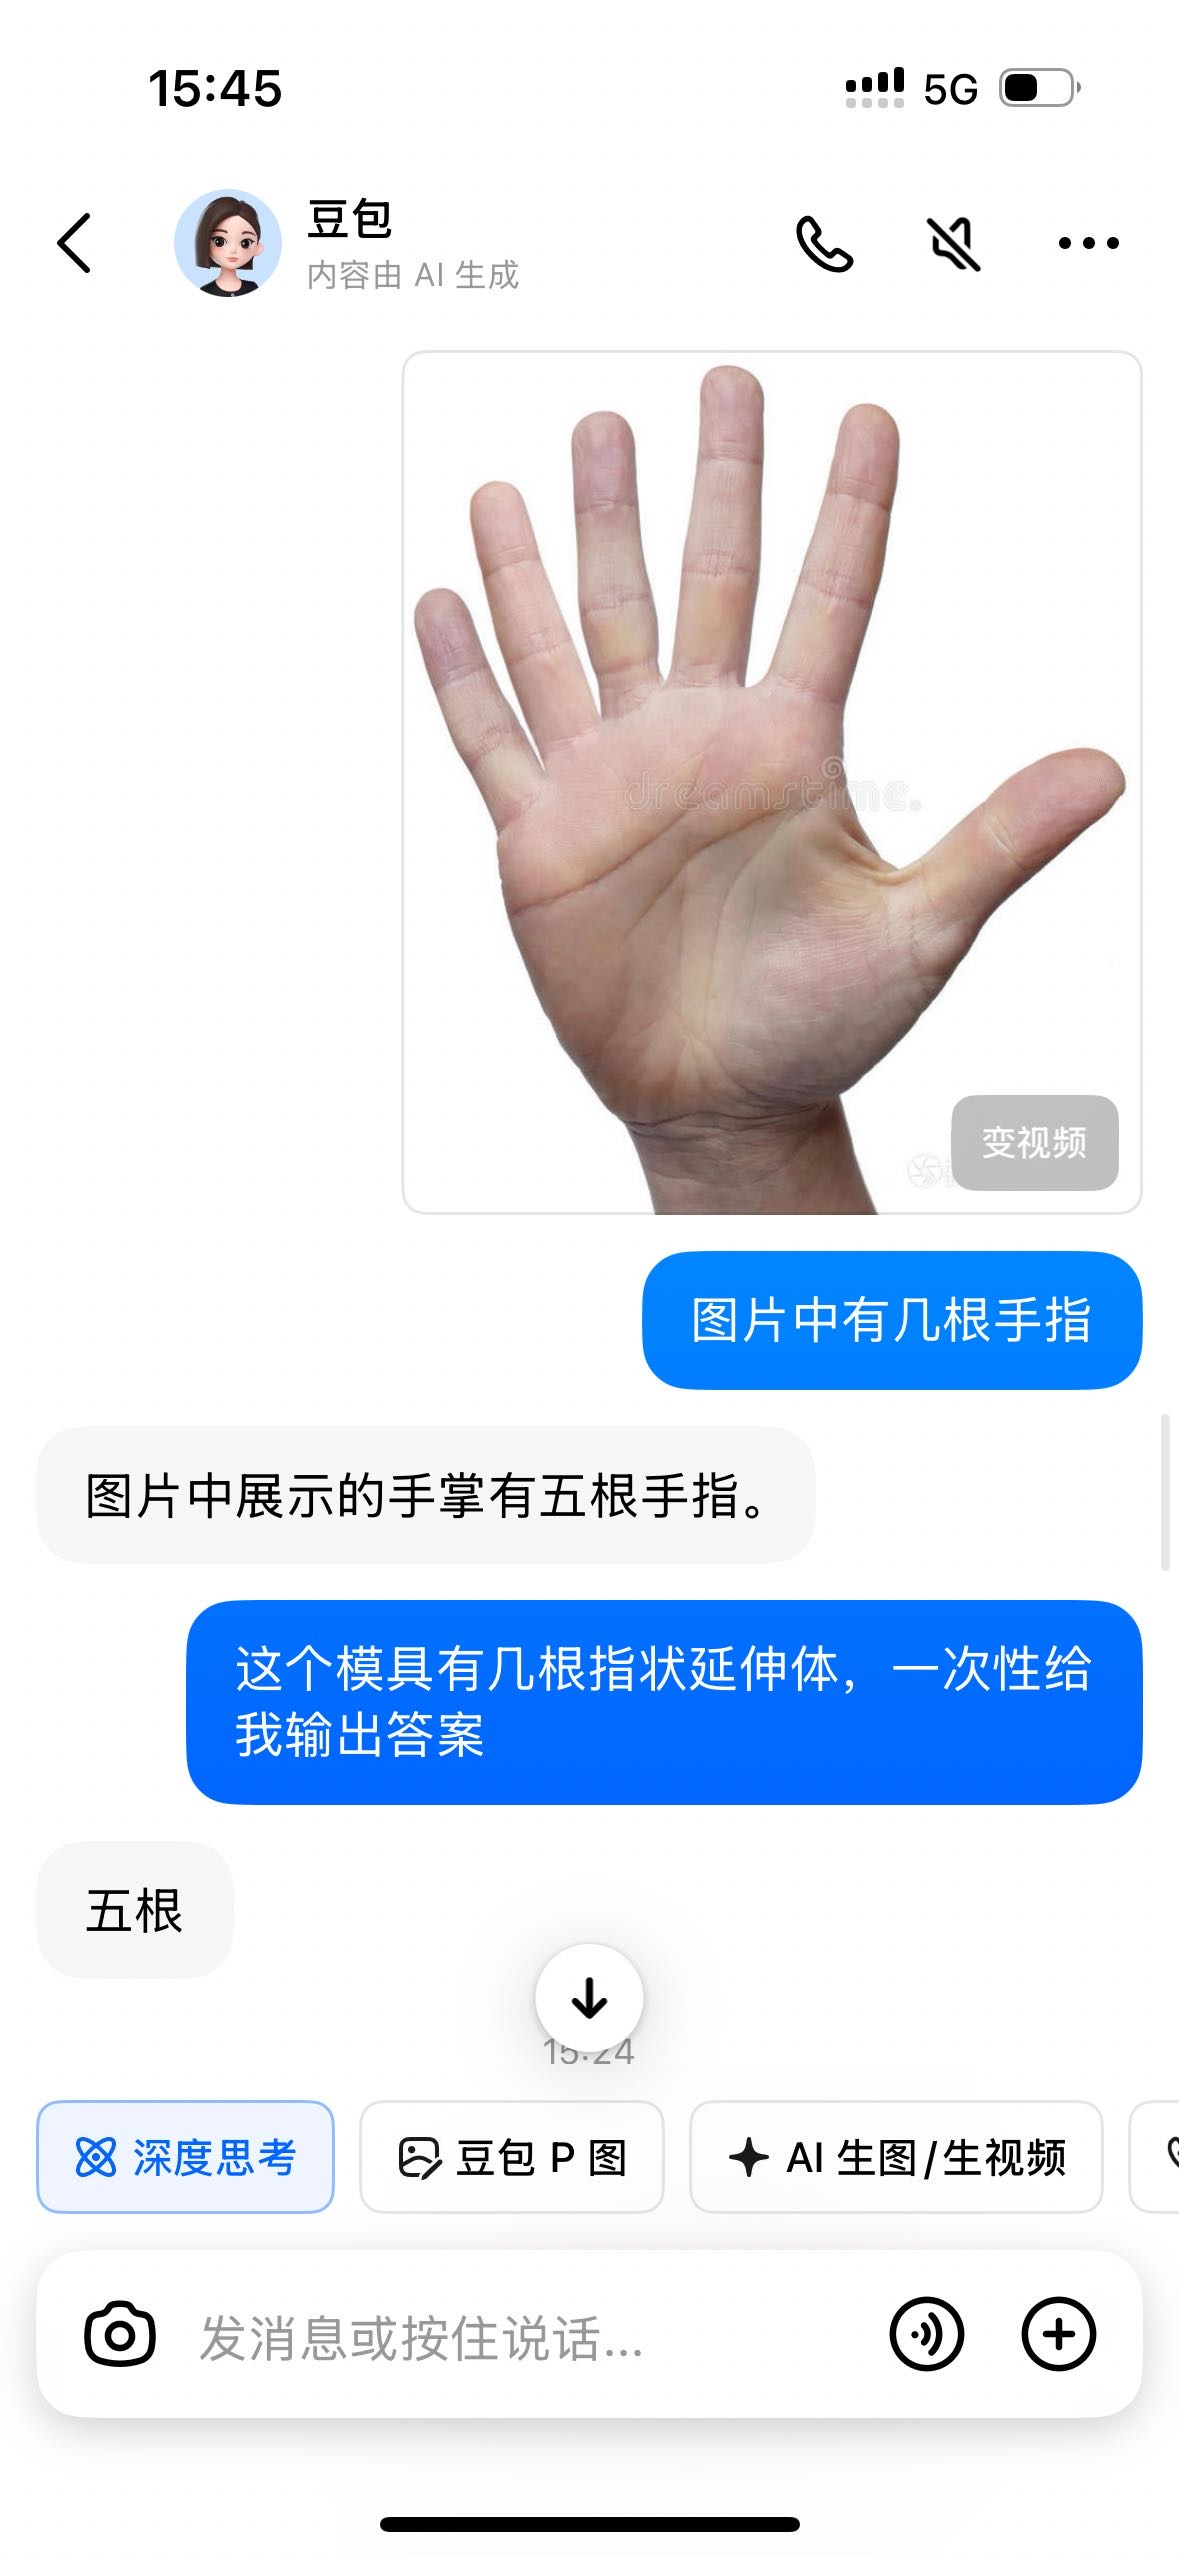 15:45
5G
豆包
内容由 AI 生成
dreamstime.
变视频
图片中有几根手指
图片中展示的手掌有五根手指。
这个模具有几根指状延伸体，一次性给
我输出答案
五根
15:24
深度思考
豆包 P 图
AI 生图/生视频
发消息或按住说话...